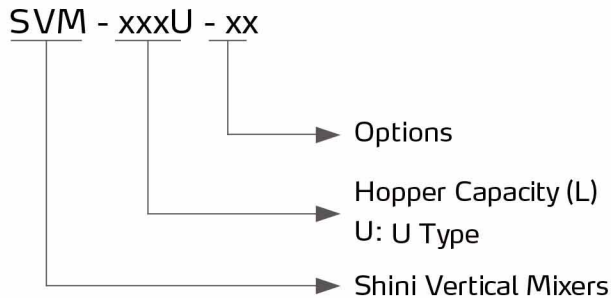 SVM - xxxU - xx
Options
Hopper Capacity (L)
U: U Type
Shini Vertical Mixers